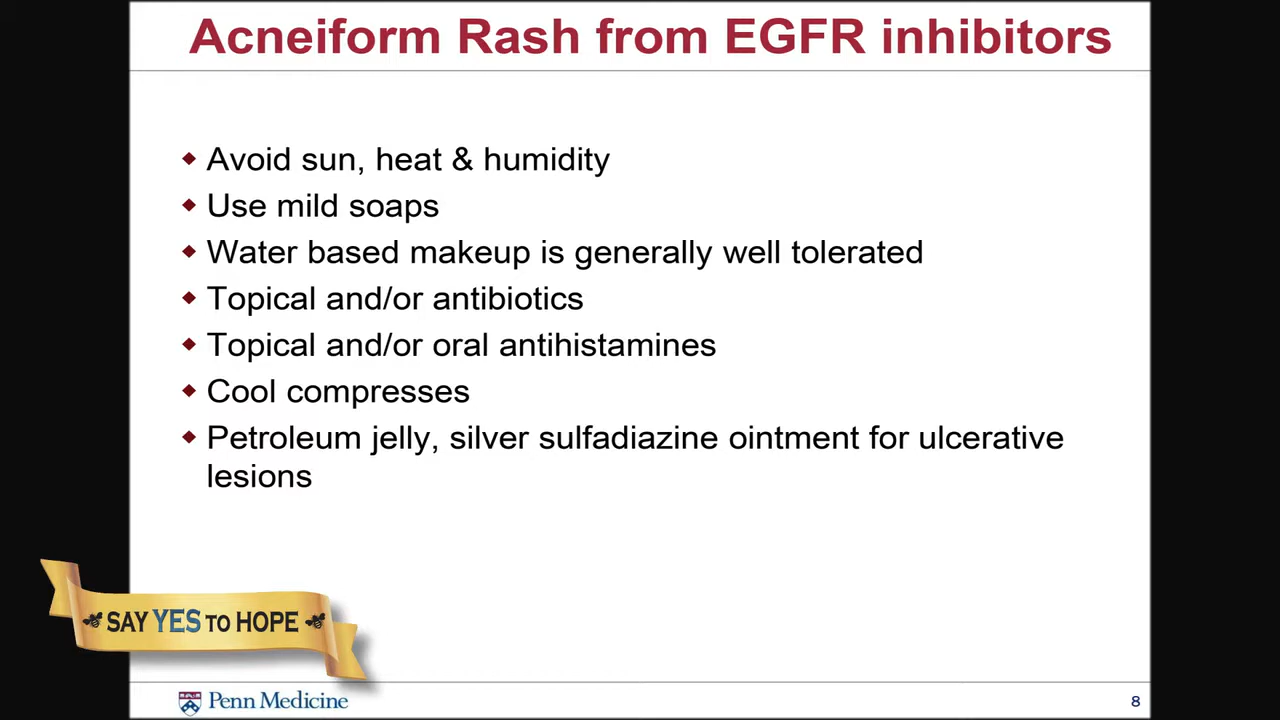 Acneiform Rash from EGFR inhibitors
Avoid sun, heat & humidity
Use mild soaps
Water based makeup is generally well tolerated
Topical and/or antibiotics
Topical and/or oral antihistamines
Cool compresses
Petroleum jelly, silver sulfadiazine ointment for ulcerative
lesions
SAY YES TO HOPE
Penn Medicine
8